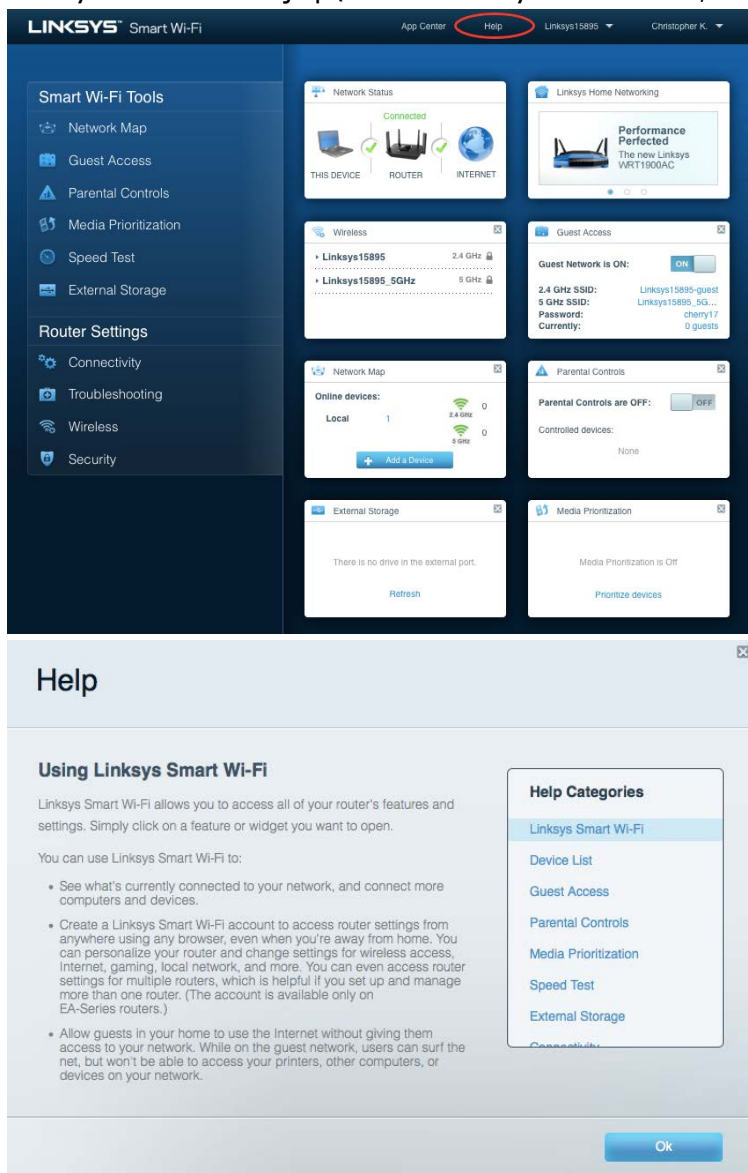 LINKSYS™ Smart Wi-Fi
App Center
Help
Linksys15895
Christopher K.
Smart Wi-Fi Tools
Network Map
Guest Access
Parental Controls
Media Prioritization
Speed Test
External Storage
Router Settings
Connectivity
Troubleshooting
Wireless
Security
Network Status
Connected
THIS DEVICE
ROUTER
INTERNET
Linksys Home Networking
Performance
Perfected
The new Linksys
WRT1900AC
Wireless
Linksys15895 2.4 GHz
Linksys15895_5GHz 5 GHz
Guest Access
Guest Network is ON: ON
2.4 GHz SSID: Linksys15895-guest
5 GHz SSID: Linksys15895_5G...
Password: cherry17
Currently: 0 guests
Network Map
Online devices:
Local 1
0
2.4 GHz
0
5 GHz
Add a Device
Parental Controls
Parental Controls are OFF: OFF
Controlled devices:
None
External Storage
There is no drive in the external port.
Refresh
Media Prioritization
Media Prioritization is Off
Prioritize devices
Help
Using Linksys Smart Wi-Fi
Linksys Smart Wi-Fi allows you to access all of your router's features and
settings. Simply click on a feature or widget you want to open.
You can use Linksys Smart Wi-Fi to:
• See what's currently connected to your network, and connect more
computers and devices.
• Create a Linksys Smart Wi-Fi account to access router settings from
anywhere using any browser, even when you're away from home. You
can personalize your router and change settings for wireless access,
Internet, gaming, local network, and more. You can even access router
settings for multiple routers, which is helpful if you set up and manage
more than one router. (The account is available only on
EA-Series routers.)
• Allow guests in your home to use the Internet without giving them
access to your network. While on the guest network, users can surf the
net, but won't be able to access your printers, other computers, or
devices on your network.
Help Categories
Linksys Smart Wi-Fi
Device List
Guest Access
Parental Controls
Media Prioritization
Speed Test
External Storage
Connectivity
Ok